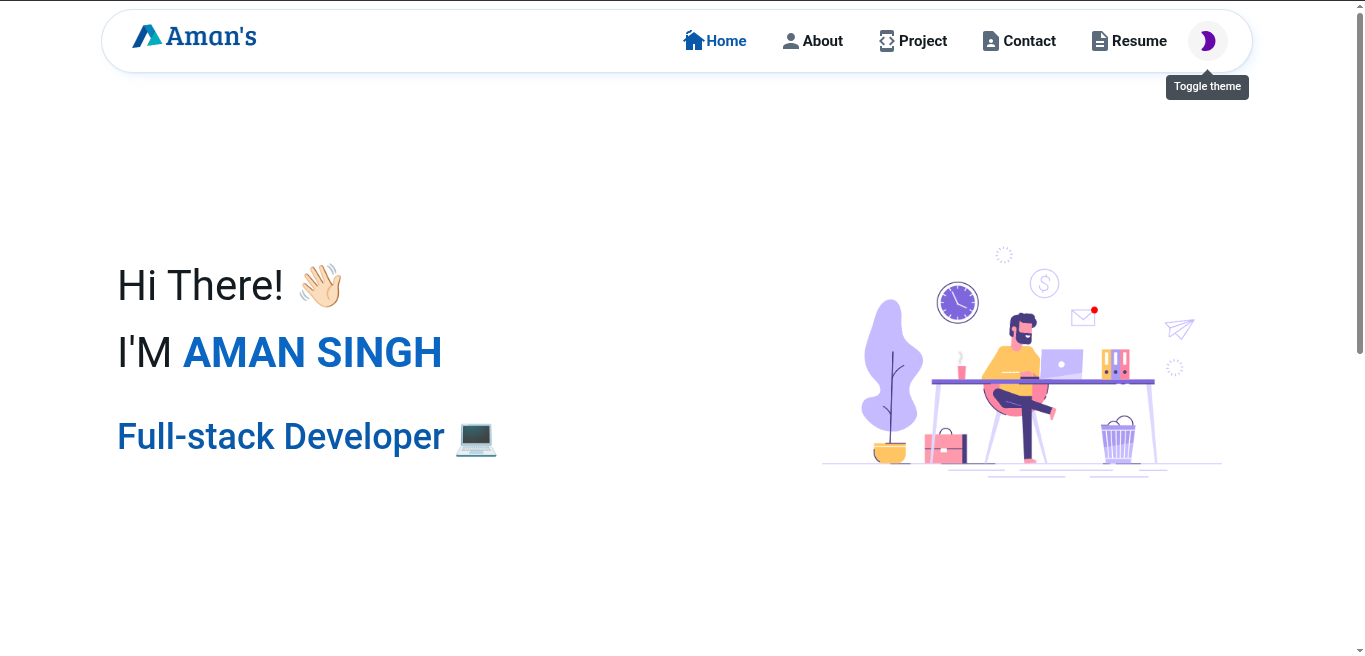 Aman's
Home About Project Contact Resume
Toggle theme
Hi There! 👋🏻
I'M AMAN SINGH
Full-stack Developer 💻